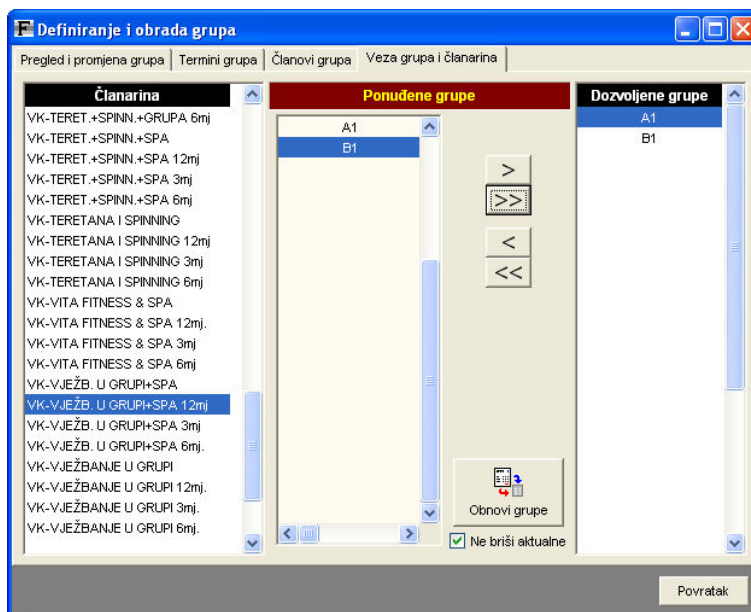 Definiranje i obrada grupa
Pregled i promjena grupa
Termini grupa
Članovi grupa
Veza grupa i članarina
Članarina
VK-TERET.+SPINN.+GRUPA 6mj
VK-TERET.+SPINN.+SPA
VK-TERET.+SPINN.+SPA 12mj
VK-TERET.+SPINN.+SPA 3mj
VK-TERET.+SPINN.+SPA 6mj
VK-TERETANA I SPINNING
VK-TERETANA I SPINNING 12mj
VK-TERETANA I SPINNING 3mj
VK-TERETANA I SPINNING 6mj
VK-VITA FITNESS & SPA
VK-VITA FITNESS & SPA 12mj.
VK-VITA FITNESS & SPA 3mj
VK-VITA FITNESS & SPA 6mj
VK-VJEŽB. U GRUPI+SPA
VK-VJEŽB. U GRUPI+SPA 12mj
VK-VJEŽB. U GRUPI+SPA 3mj
VK-VJEŽB. U GRUPI+SPA 6mj.
VK-VJEŽBANJE U GRUPI
VK-VJEŽBANJE U GRUPI 12mj.
VK-VJEŽBANJE U GRUPI 3mj.
VK-VJEŽBANJE U GRUPI 6mj.
Ponuđene grupe
A1
B1
>
>>
<
<<
Obnovi grupe
Ne briši aktualne
Dozvoljene grupe
A1
B1
Povratak